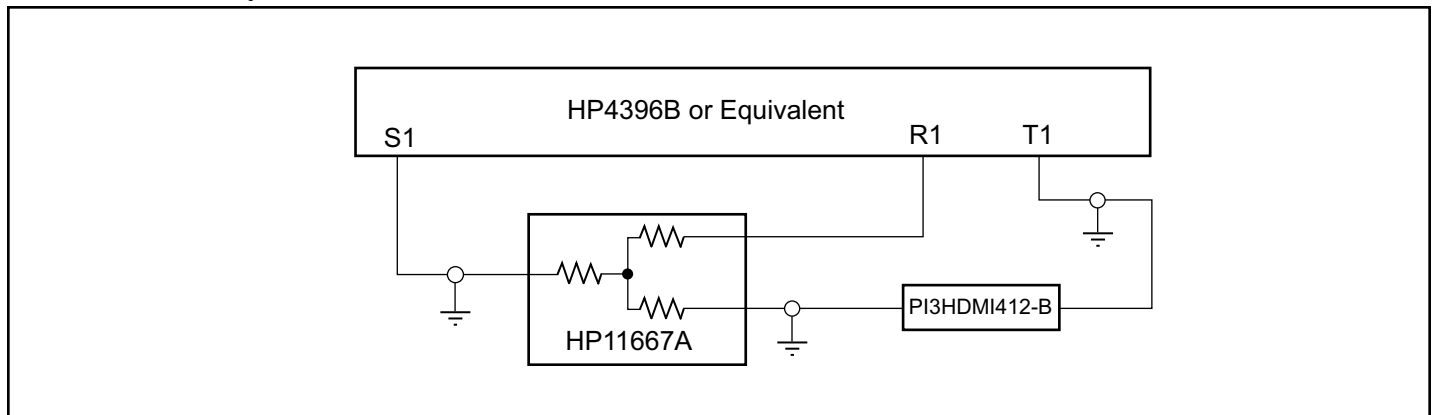 HP4396B or Equivalent
S1
R1
T1
PI3HDMI412-B
HP11667A